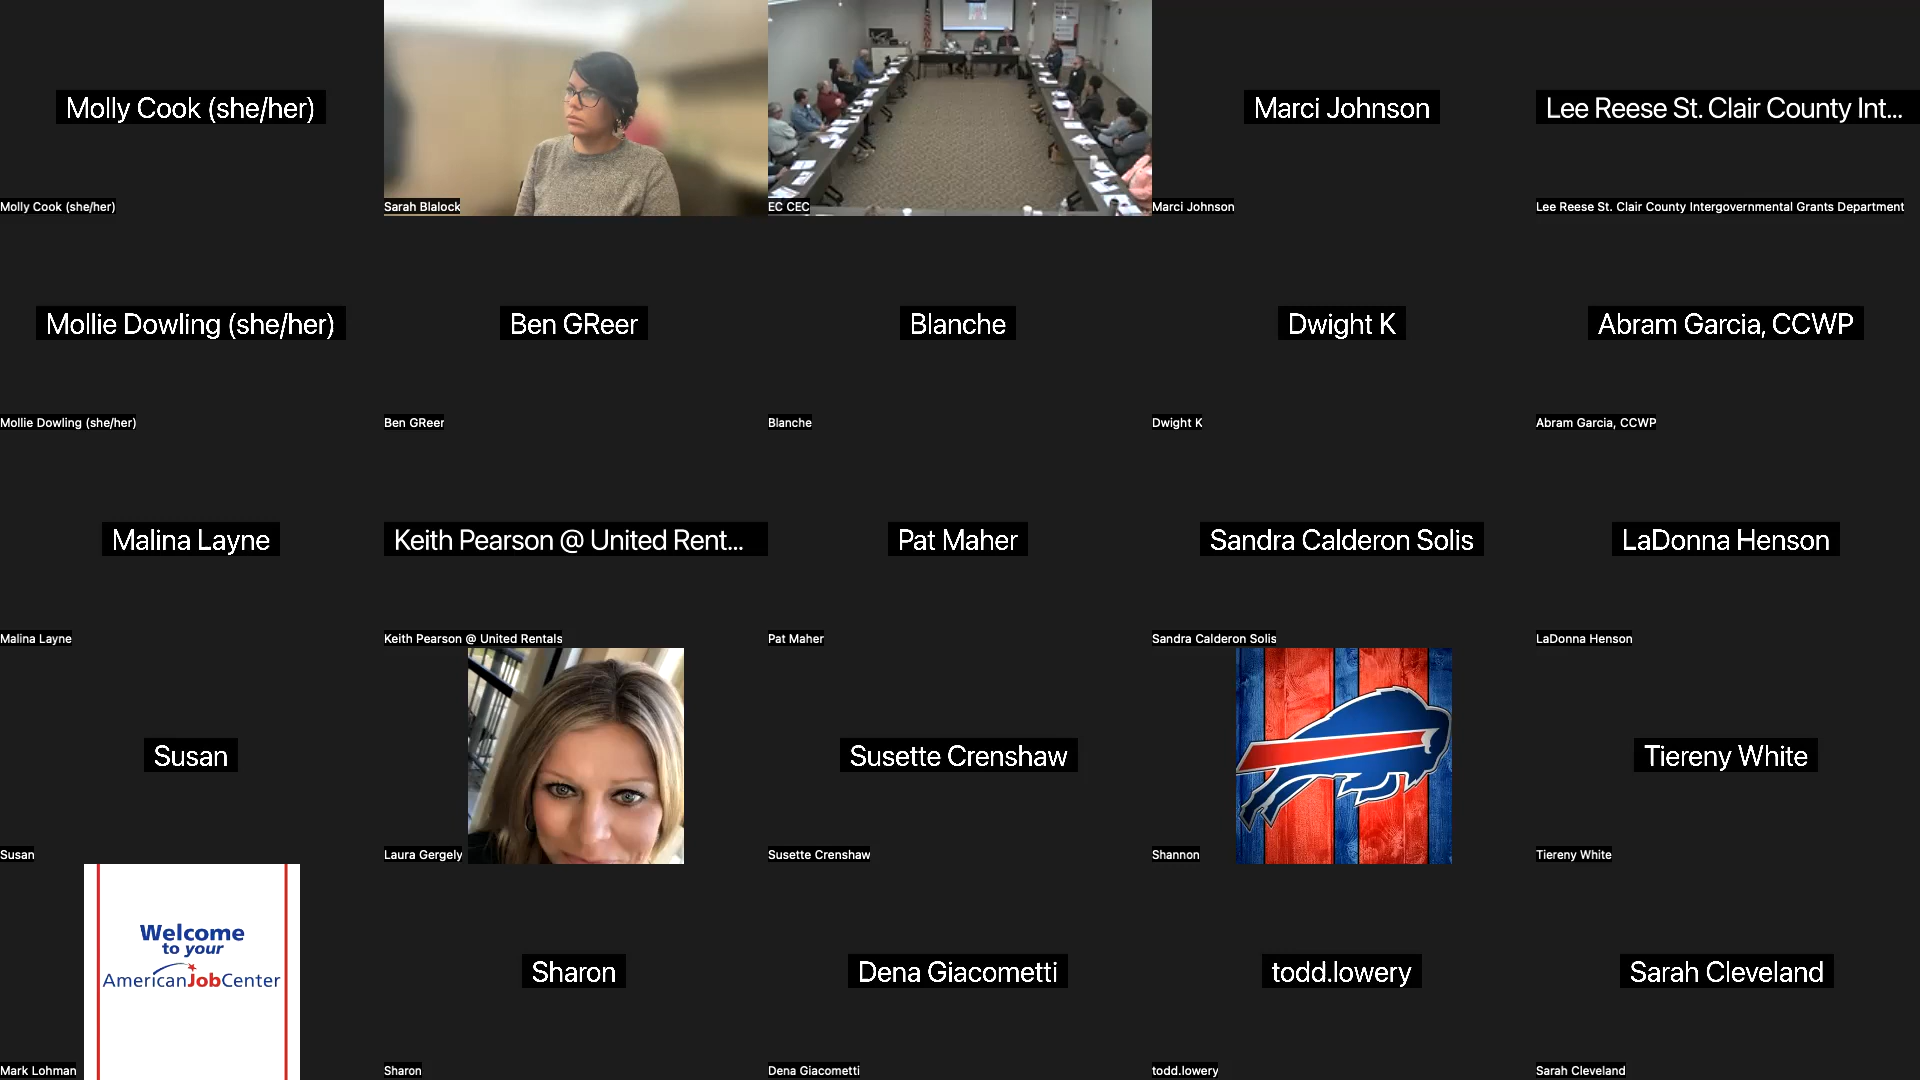 Molly Cook (she/her)
Molly Cook (she/her)
Sarah Blalock
EC CEC
Marci Johnson
Marci Johnson
Lee Reese St. Clair County Int...
Lee Reese St. Clair County Intergovernmental Grants Department
Mollie Dowling (she/her)
Mollie Dowling (she/her)
Ben GReer
Ben GReer
Blanche
Blanche
Dwight K
Dwight K
Abram Garcia, CCWP
Abram Garcia, CCWP
Malina Layne
Malina Layne
Keith Pearson @ United Rent...
Keith Pearson @ United Rentals
Pat Maher
Pat Maher
Sandra Calderon Solis
Sandra Calderon Solis
LaDonna Henson
LaDonna Henson
Susan
Susan
Laura Gergely
Susette Crenshaw
Susette Crenshaw
Shannon
Tiereny White
Tiereny White
Welcome
to your
AmericanJobCenter
Mark Lohman
Sharon
Sharon
Dena Giacometti
Dena Giacometti
todd.lowery
todd.lowery
Sarah Cleveland
Sarah Cleveland